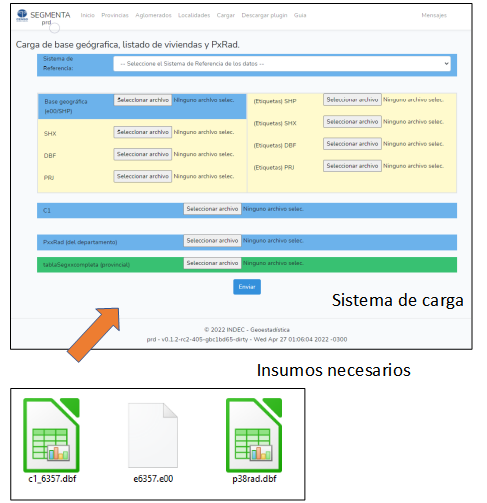 SEGMENTA
prd
Inicio Provincias Aglomerados Localidades Cargar Descargar plugin Guia Mensajes
Carga de base geógrafica, listado de viviendas y PxRad.
Sistema de
Referencia:
-- Seleccione el Sistema de Referencia de los datos --
Base geográfica
(e00/SHP)
Seleccionar archivo Ninguno archivo selec.
SHX
Seleccionar archivo Ninguno archivo selec.
DBF
Seleccionar archivo Ninguno archivo selec.
PRJ
Seleccionar archivo Ninguno archivo selec.
(Etiquetas) SHP
Seleccionar archivo Ninguno archivo selec.
(Etiquetas) SHX
Seleccionar archivo Ninguno archivo selec.
(Etiquetas) DBF
Seleccionar archivo Ninguno archivo selec.
(Etiquetas) PRJ
Seleccionar archivo Ninguno archivo selec.
C1
Seleccionar archivo Ninguno archivo selec.
PxxRad (del departamento)
Seleccionar archivo Ninguno archivo selec.
tablaSegxxcompleta (provincial)
Seleccionar archivo Ninguno archivo selec.
Enviar
Sistema de carga
© 2022 INDEC - Geoestadística
prd - v0.1.2-rc2-405-gbc1bd65-dirty - Wed Apr 27 01:06:04 2022 -0300
Insumos necesarios
c1_6357.dbf
e6357.e00
p38rad.dbf